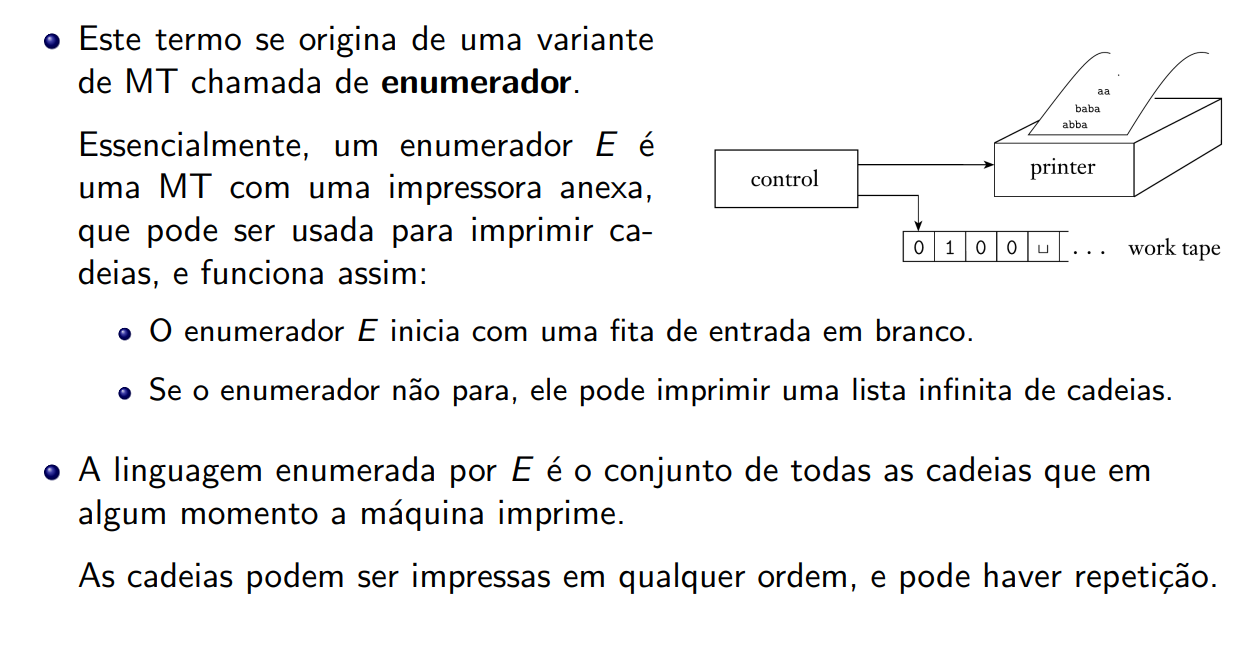 Este termo se origina de uma variante
de MT chamada de enumerador.
Essencialmente, um enumerador E é
uma MT com uma impressora anexa,
que pode ser usada para imprimir ca-
deias, e funciona assim:
aa
baba
abba
control
printer
0 1 0 0 ␣ . . . work tape
O enumerador E inicia com uma fita de entrada em branco.
Se o enumerador não para, ele pode imprimir uma lista infinita de cadeias.
A linguagem enumerada por E é o conjunto de todas as cadeias que em
algum momento a máquina imprime.
As cadeias podem ser impressas em qualquer ordem, e pode haver repetição.